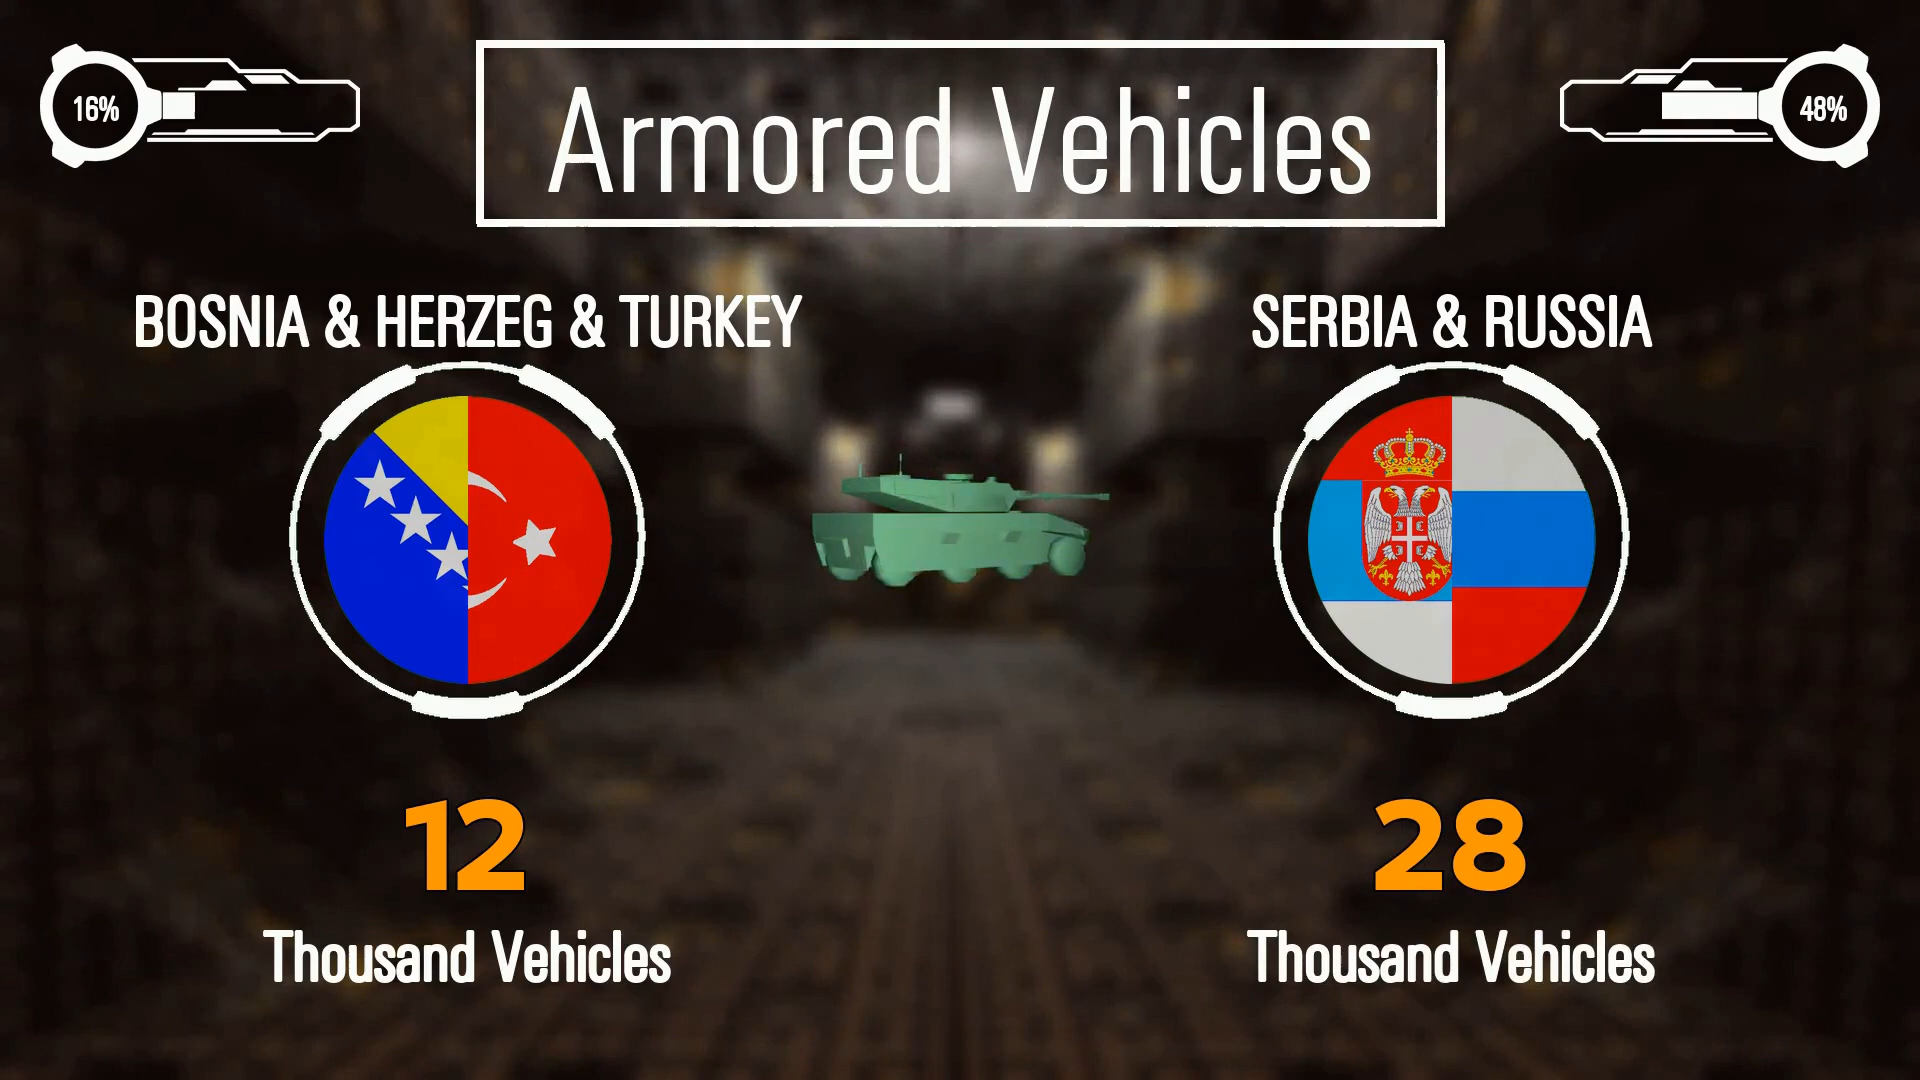 16%
Armored Vehicles
48%
BOSNIA & HERZEG & TURKEY
SERBIA & RUSSIA
12
Thousand Vehicles
28
Thousand Vehicles